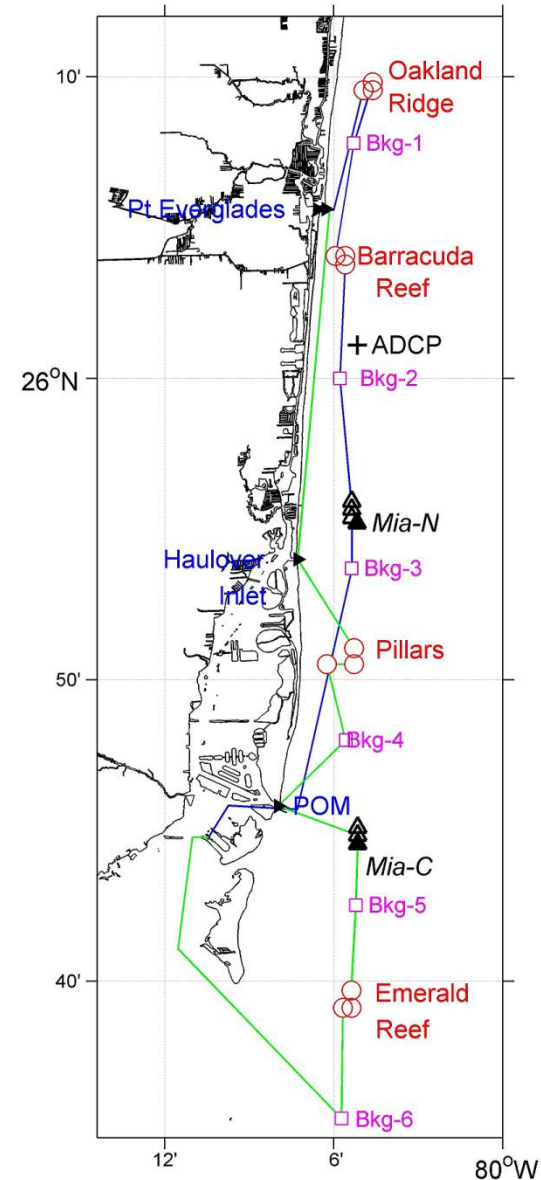 10'
Oakland
Ridge
Bkg-1
Pt.Everglades
Barracuda
Reef
ADCP
26°N
Bkg-2
Mia-N
Haulover
Inlet
Bkg-3
Pillars
50'
Bkg-4
POM
Mia-C
Bkg-5
40'
Emerald
Reef
Bkg-6
12'
6'
80°W